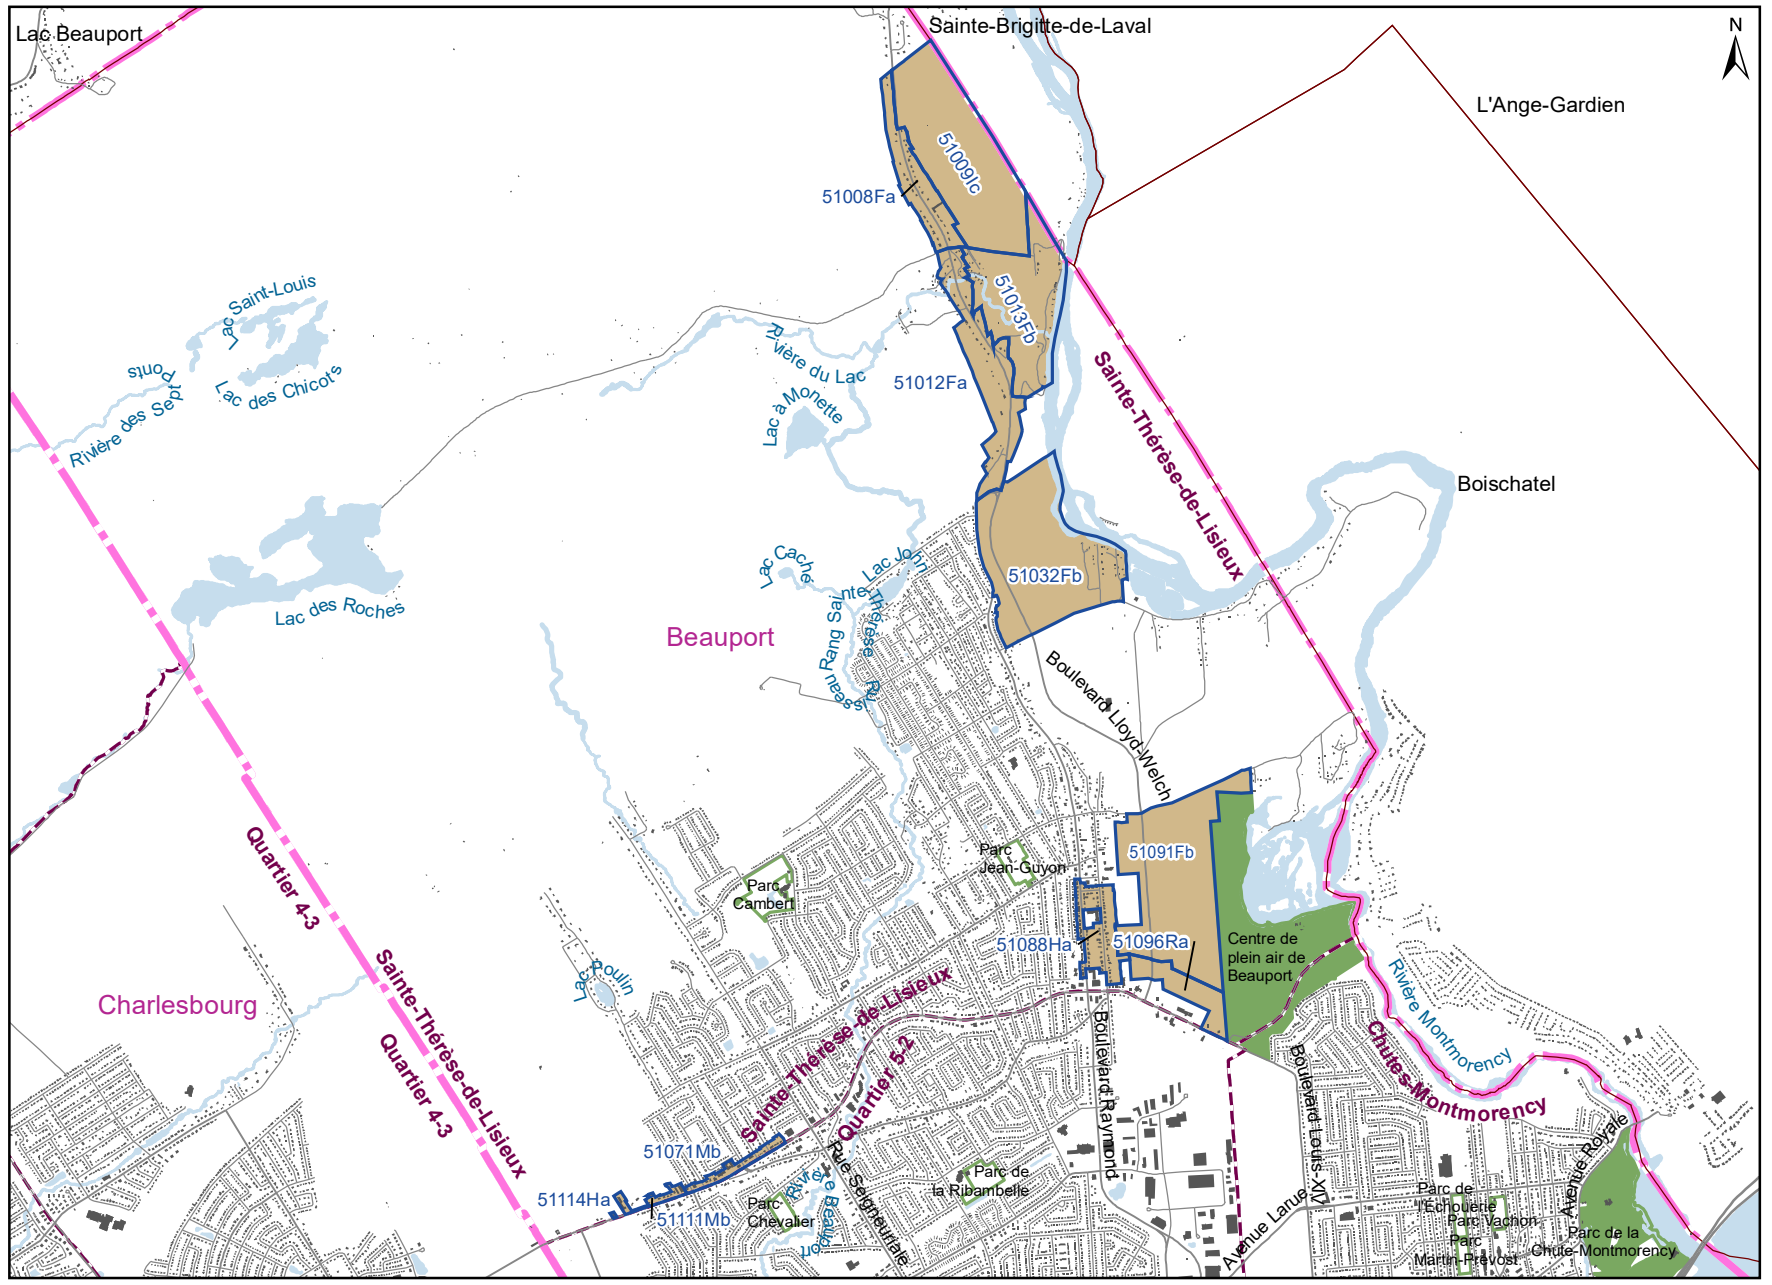 Lac Beauport
Sainte-Brigitte-de-Laval
N
L'Ange-Gardien
51009Ic
51008Fa
Lac Saint-Louis
51013Fb
Rivière du Lac
Lac des Chicots
Rivière des Sept Ponts
51012Fa
Lac à Monette
Sainte-Thérèse-de-Lisieux
Boischatel
Lac Caché
Lac John
51032Fb
Lac des Roches
Beauport
Ruisseau Rang Sainte-Thérèse
Boulevard Lloyd-Welch
Quartier 4-3
Parc
Jean-Guyon
51091Fb
Parc
Cambert
51088Ha
51096Ra
Centre de
plein air de
Beauport
Lac Poulin
Charlesbourg
Sainte-Thérèse-de-Lisieux
Quartier 4-3
Sainte-Thérèse-de-Lisieux
Quartier 5-2
Rivière Montmorency
Chutes-Montmorency
Boulevard Raymond
Boulevard Louis-XIV
51071Mb
51114Ha
51111Mb
Rue Seigneuriale
Rivière Beauport
Parc
Chevalier
Parc de
la Ribambelle
Avenue Larue
Avenue Royale
Parc de
l'Échouerie
Parc Vachon
Parc
Martin-Prévost
Parc de la
Chute-Montmorency